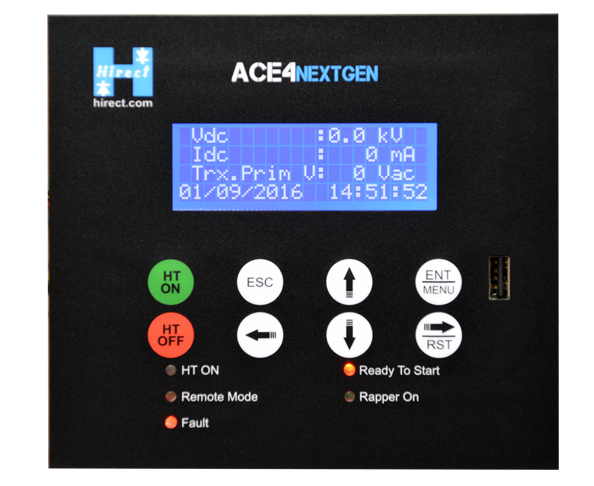 Hirect
hirect.com
ACE4NEXTGEN
Vdc :0.0 kV
Idc : 0 mA
Trx.Prim V: 0 Vac
01/09/2016 14:51:52
HT ON
ESC
ENT
MENU
HT OFF
RST
HT ON
Ready To Start
Remote Mode
Rapper On
Fault